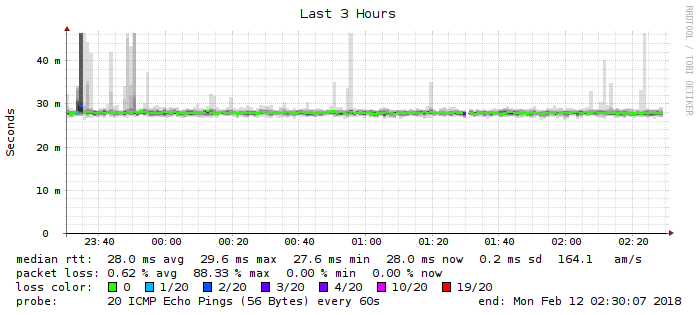 Last 3 Hours
RRDTOOL / TOBI OETIKER
Seconds
40 m
30 m
20 m
10 m
0
23:40 00:00 00:20 00:40 01:00 01:20 01:40 02:00 02:20
median rtt: 28.0 ms avg 29.6 ms max 27.6 ms min 28.0 ms now 0.2 ms sd 164.1 am/s
packet loss: 0.62 % avg 88.33 % max 0.00 % min 0.00 % now
loss color: 0 1/20 2/20 3/20 4/20 10/20 19/20
probe: 20 ICMP Echo Pings (56 Bytes) every 60s end: Mon Feb 12 02:30:07 2018